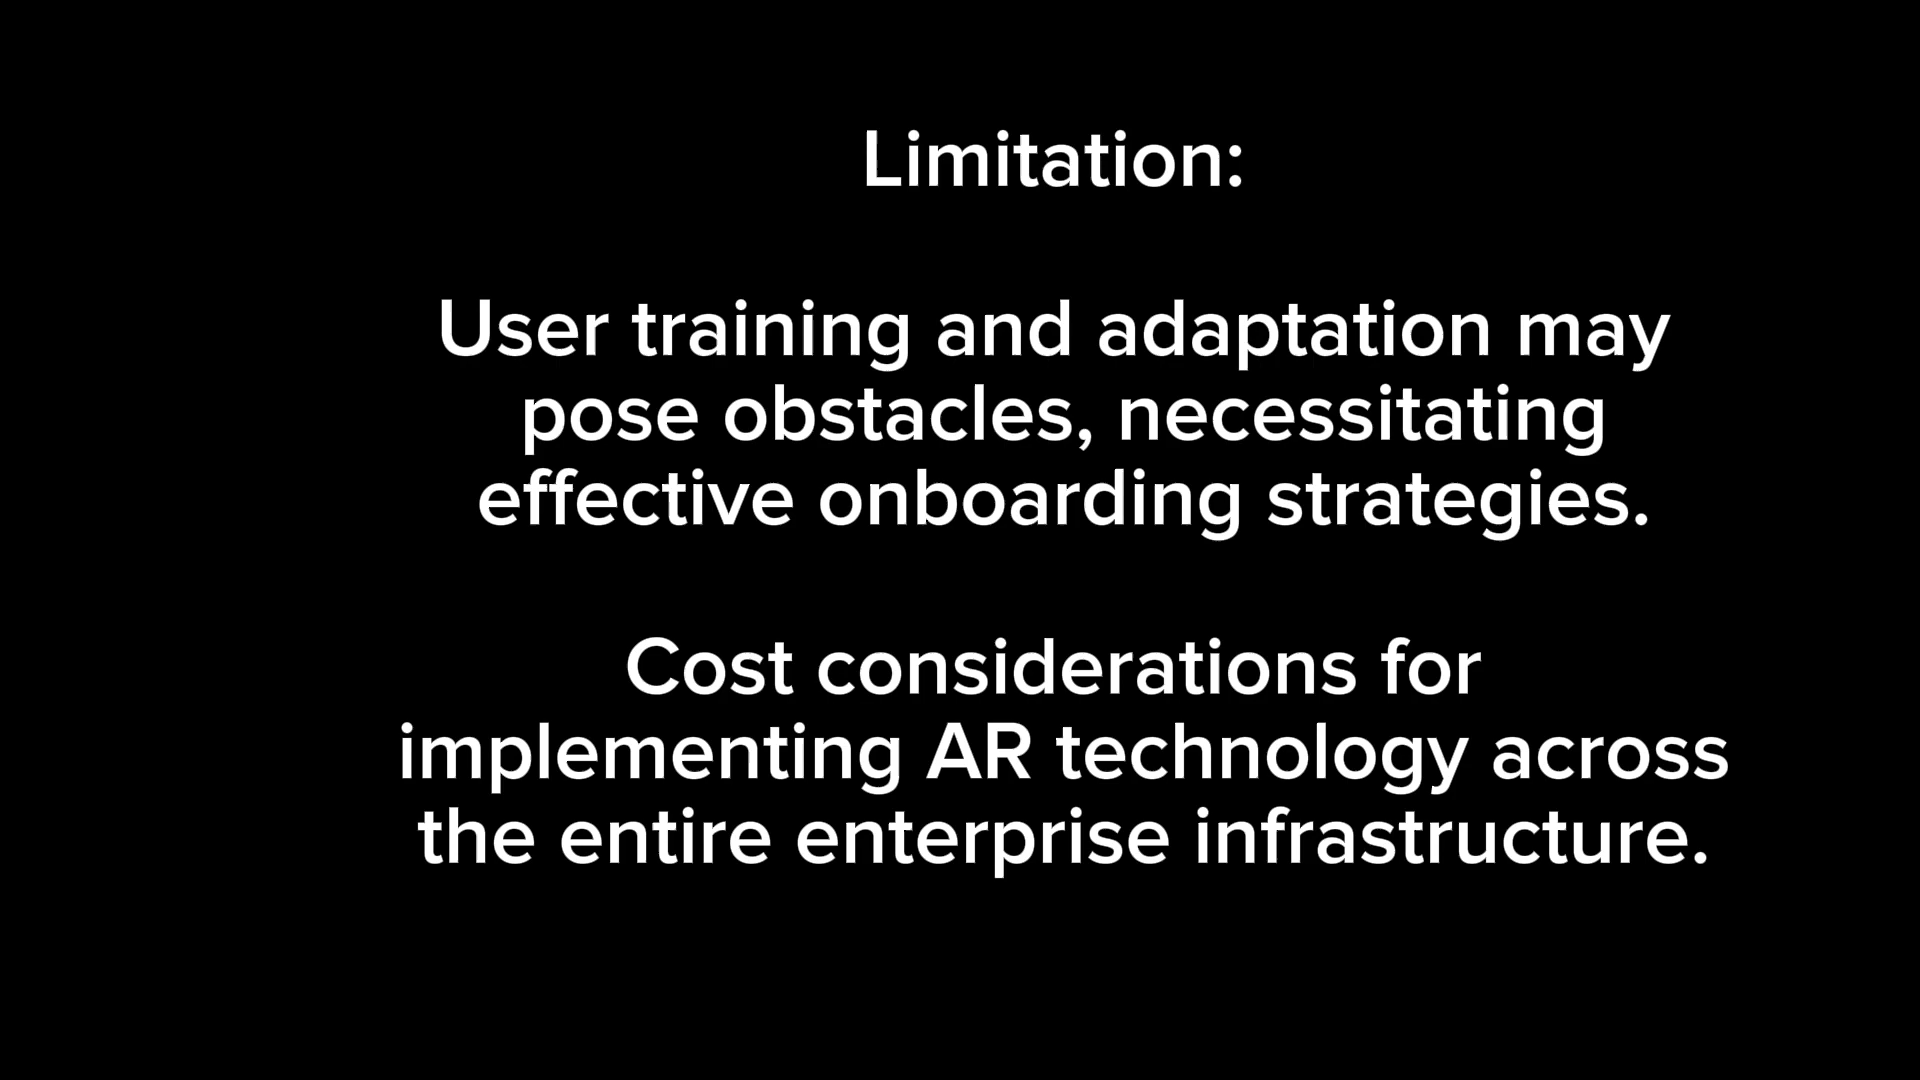 Limitation:
User training and adaptation may
pose obstacles, necessitating
effective onboarding strategies.
Cost considerations for
implementing AR technology across
the entire enterprise infrastructure.